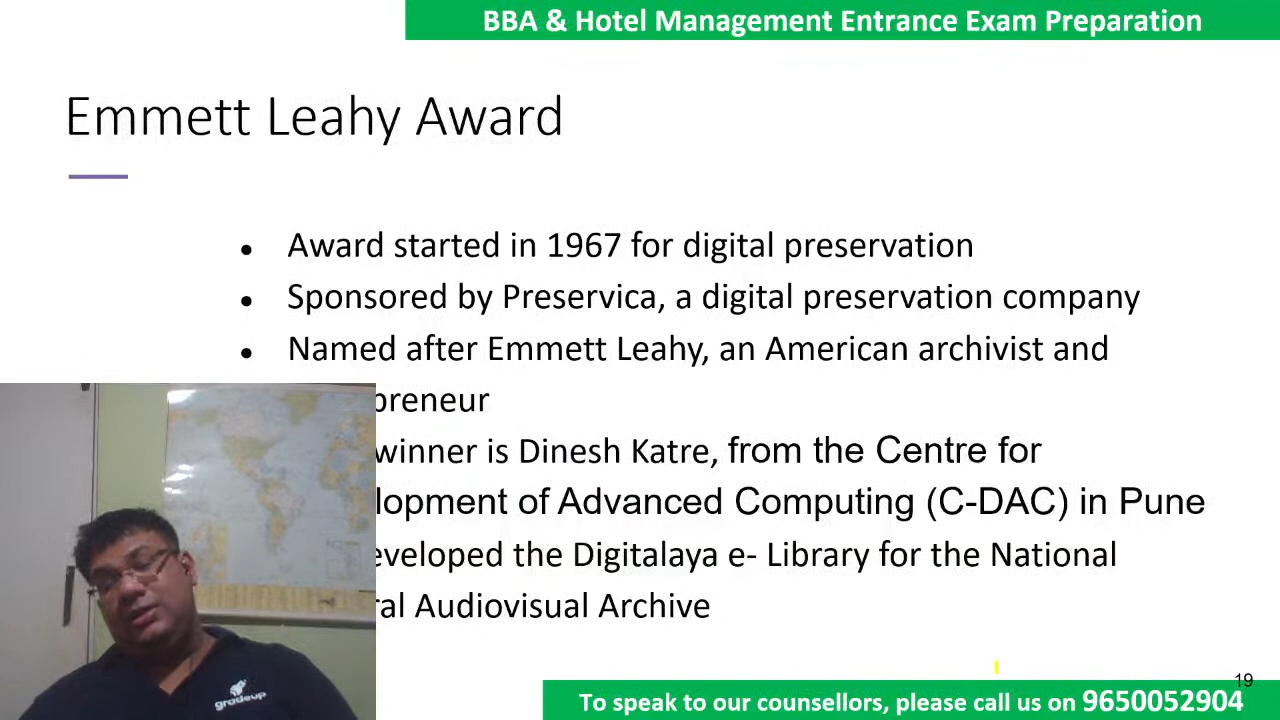 BBA & Hotel Management Entrance Exam Preparation
Emmett Leahy Award
● Award started in 1967 for digital preservation
● Sponsored by Preservica, a digital preservation company
● Named after Emmett Leahy, an American archivist and
preneur
winner is Dinesh Katre, from the Centre for
lopment of Advanced Computing (C-DAC) in Pune
eveloped the Digitalaya e- Library for the National
ral Audiovisual Archive
gradeup
19
To speak to our counsellors, please call us on 9650052904